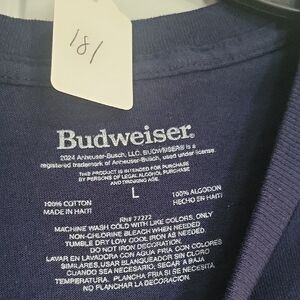 181
Budweiser.
2024 Anheuser-Busch, LLC. BUDWEISER® is a
registered trademark of Anheuser-Busch, used under license.
THIS PRODUCT IS INTENDED FOR PURCHASE
BY PERSONS OF LEGAL ALCOHOL PURCHASE
AGE
L
100% COTTON
MADE IN HAITI
100% ALGODON
HECHO EN HAITI
RN# 77272
MACHINE WASH COLD WITH LIKE COLORS, ONLY
NON-CHLORINE BLEACH WHEN NEEDED
TUMBLE DRY LOW COOL IRON AS NEEDED.
DO NOT IRON DECORATION.
LAVAR EN LAVADORA CON AGUA FRIA CON COLORES
SIMILARES, USAR BLANQUEADOR SIN CLORO
CUANDO SEA NECESARIO; SECAR A BAJA
TEMPERATURA. PLANCHA FRIA SI SE NECESITA.
NO PLANCHAR LA DECORACION.